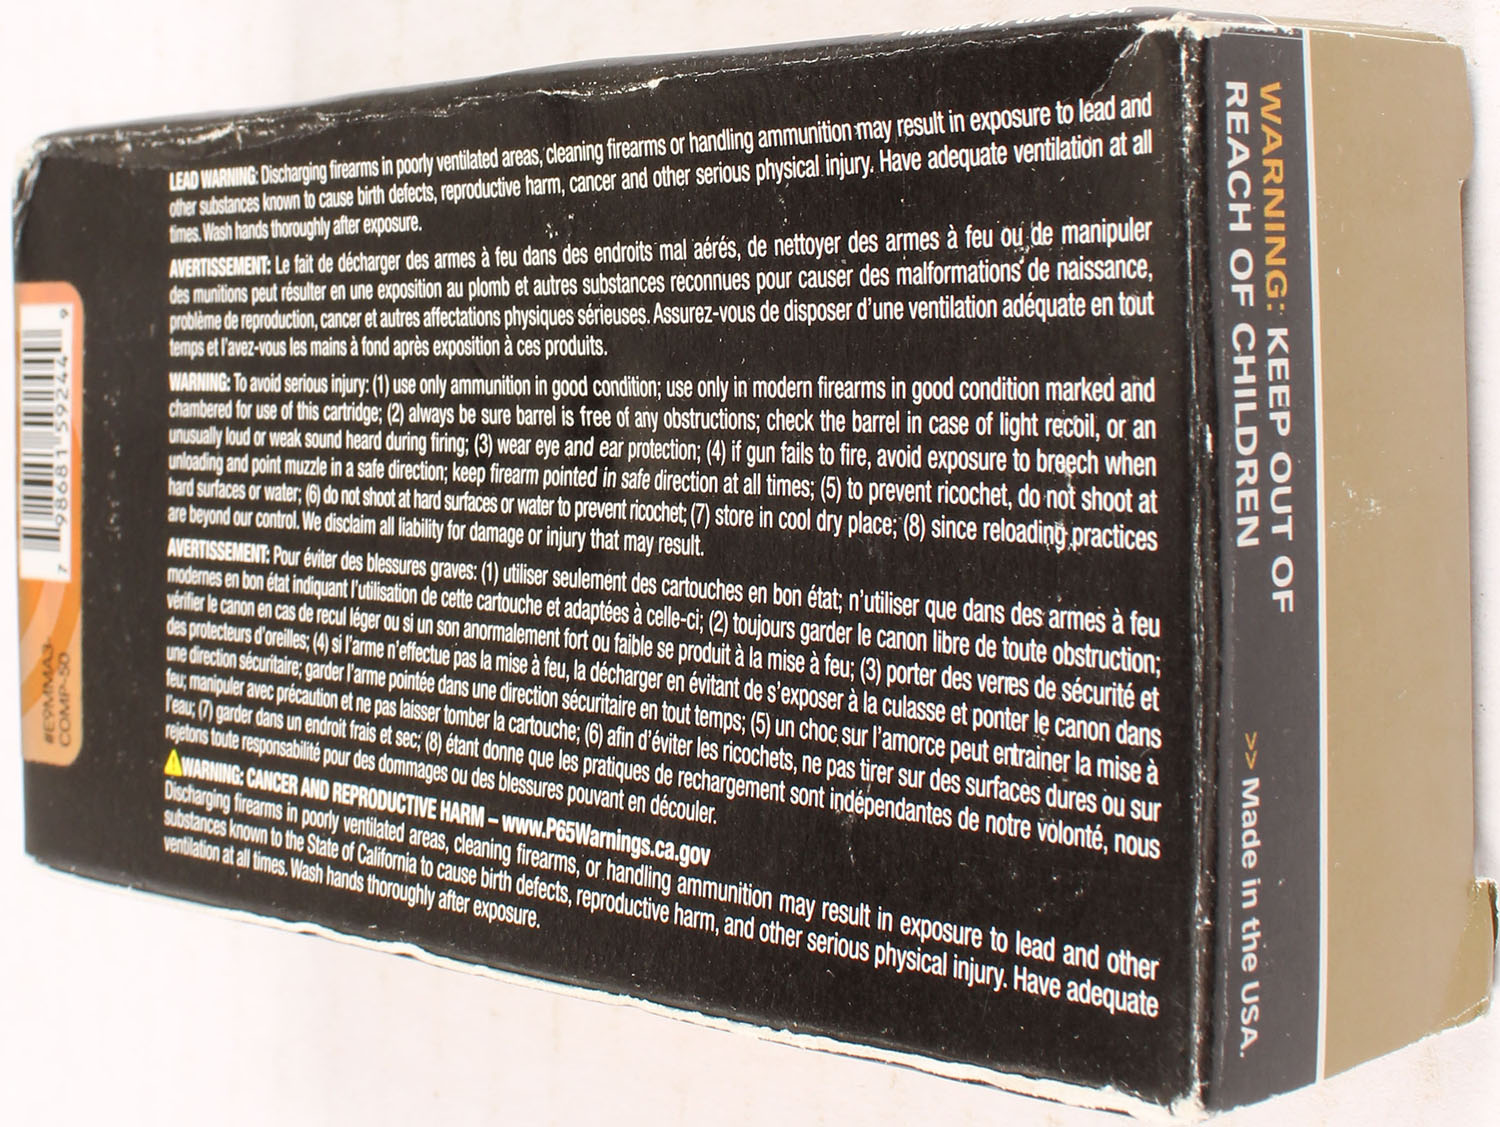 Made in the USA.
LEAD WARNING: Discharging firearms in poorly ventilated areas, cleaning firearms or handling ammunition may result in exposure to lead and
other substances known to cause birth defects, reproductive harm, cancer and other serious physical injury. Have adequate ventilation at all
times. Wash hands thoroughly after exposure.
AVERTISSEMENT: Le fait de décharger des armes à feu dans des endroits mal aérés, de nettoyer des armes à feu ou de manipuler
des munitions peut résulter en une exposition au plomb et autres substances reconnues pour causer des malformations de naissance,
problème de reproduction, cancer et autres affectations physiques sérieuses. Assurez-vous de disposer d'une ventilation adéquate en tout
temps et l'avez-vous les mains à fond après exposition à ces produits.
WARNING: To avoid serious injury: (1) use only ammunition in good condition; use only in modern firearms in good condition marked and
chambered for use of this cartridge; (2) always be sure barrel is free of any obstructions; check the barrel in case of light recoil, or an
unusually loud or weak sound heard during firing; (3) wear eye and ear protection; (4) if gun fails to fire, avoid exposure to breech when
unloading and point muzzle in a safe direction; keep firearm pointed in safe direction at all times; (5) to prevent ricochet, do not shoot at
hard surfaces or water; (6) do not shoot at hard surfaces or water to prevent ricochet; (7) store in cool dry place; (8) since reloading practices
are beyond our control. We disclaim all liability for damage or injury that may result.
AVERTISSEMENT: Pour éviter des blessures graves: (1) utiliser seulement des cartouches en bon état; n'utiliser que dans des armes à feu
modernes en bon état indiquant l'utilisation de cette cartouche et adaptées à celle-ci; (2) toujours garder le canon libre de toute obstruction;
vérifier le canon en cas de recul léger ou si un son anormalement fort ou faible se produit à la mise à feu; (3) porter des verres de sécurité et
des protecteurs d'oreilles; (4) si l'arme n'effectue pas la mise à feu, la décharger en évitant de s'exposer à la culasse et ponter le canon dans
une direction sécuritaire; garder l'arme pointée dans une direction sécuritaire en tout temps; (5) un choc sur l'amorce peut entrainer la mise à
feu; manipuler avec précaution et ne pas laisser tomber la cartouche; (6) afin d'éviter les ricochets, ne pas tirer sur des surfaces dures ou sur
l'eau; (7) garder dans un endroit frais et sec; (8) étant donne que les pratiques de rechargement sont indépendantes de notre volonté, nous
rejetons toute responsabilité pour des dommages ou des blessures pouvant en découler.
WARNING: CANCER AND REPRODUCTIVE HARM – www.P65Warnings.ca.gov
Discharging firearms in poorly ventilated areas, cleaning firearms, or handling ammunition may result in exposure to lead and other
substances known to the State of California to cause birth defects, reproductive harm, and other serious physical injury. Have adequate
ventilation at all times. Wash hands thoroughly after exposure.
WARNING: KEEP OUT OF
REACH OF CHILDREN
>> Made in the USA.
7 98681 59244 9
#E9MMA3-
COMP-50